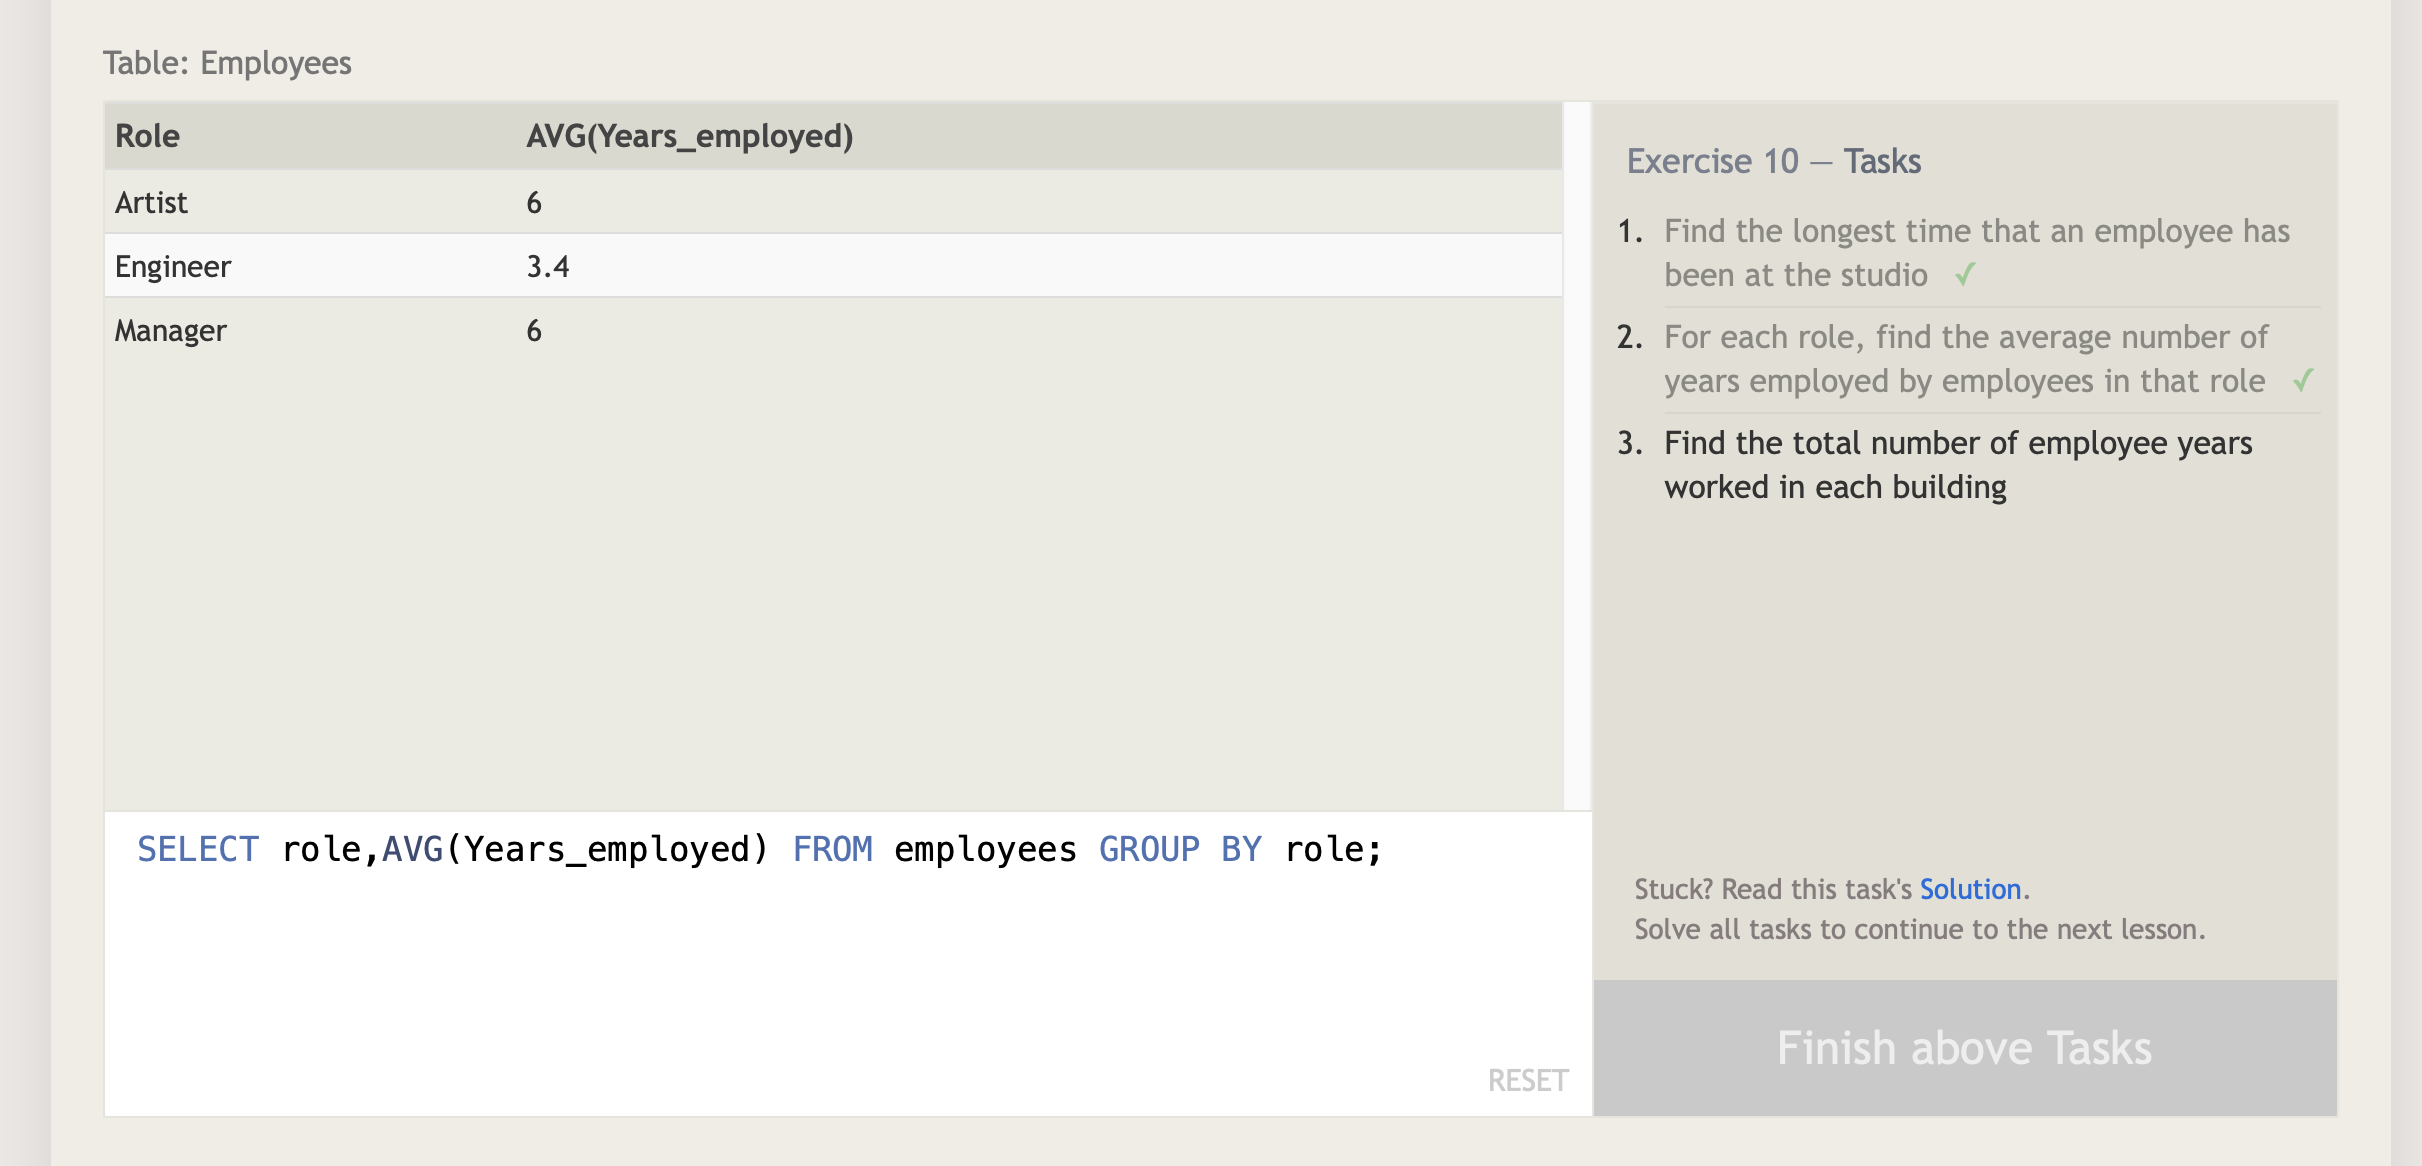 Table: Employees
Role AVG(Years_employed)
Artist 6
Engineer 3.4
Manager 6
SELECT role,AVG(Years_employed) FROM employees GROUP BY role;
RESET
Exercise 10 — Tasks
1. Find the longest time that an employee has
been at the studio ✓
2. For each role, find the average number of
years employed by employees in that role ✓
3. Find the total number of employee years
worked in each building
Stuck? Read this task's Solution.
Solve all tasks to continue to the next lesson.
Finish above Tasks